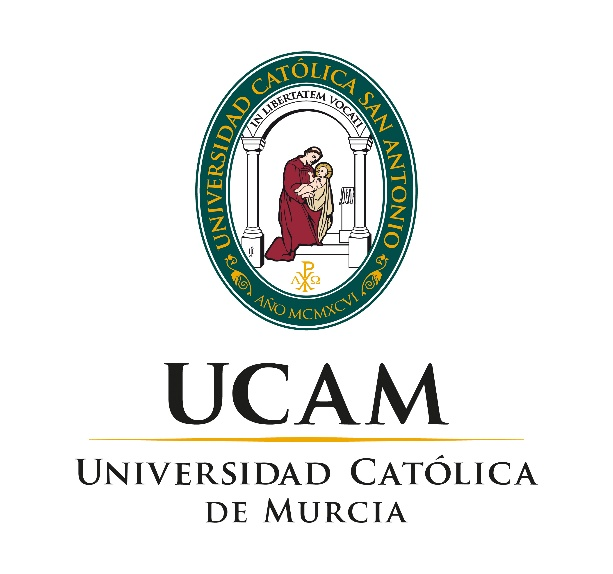 UNIVERSIDAD CATÓLICA SAN ANTONIO
IN LIBERTATEM VOCATI
Α Ω
AÑO MCMXCVI
UCAM
UNIVERSIDAD CATÓLICA
DE MURCIA